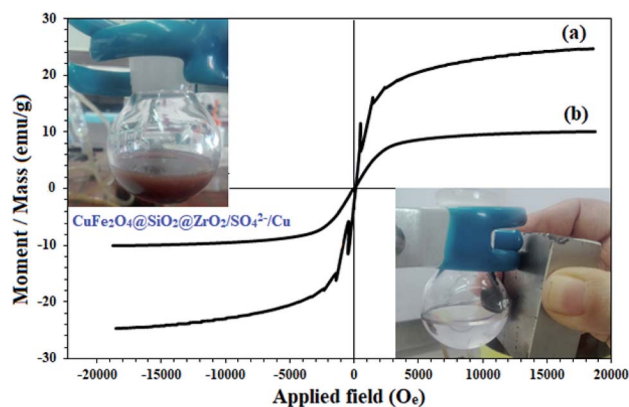 30
20
10
0
-10
-20
-30
Moment / Mass (emu/g)
(a)
(b)
CuFe₂O₄@SiO₂@ZrO₂/SO₄²⁻/Cu
-20000 -15000 -10000 -5000 0 5000 10000 15000 20000
Applied field (Oₑ)